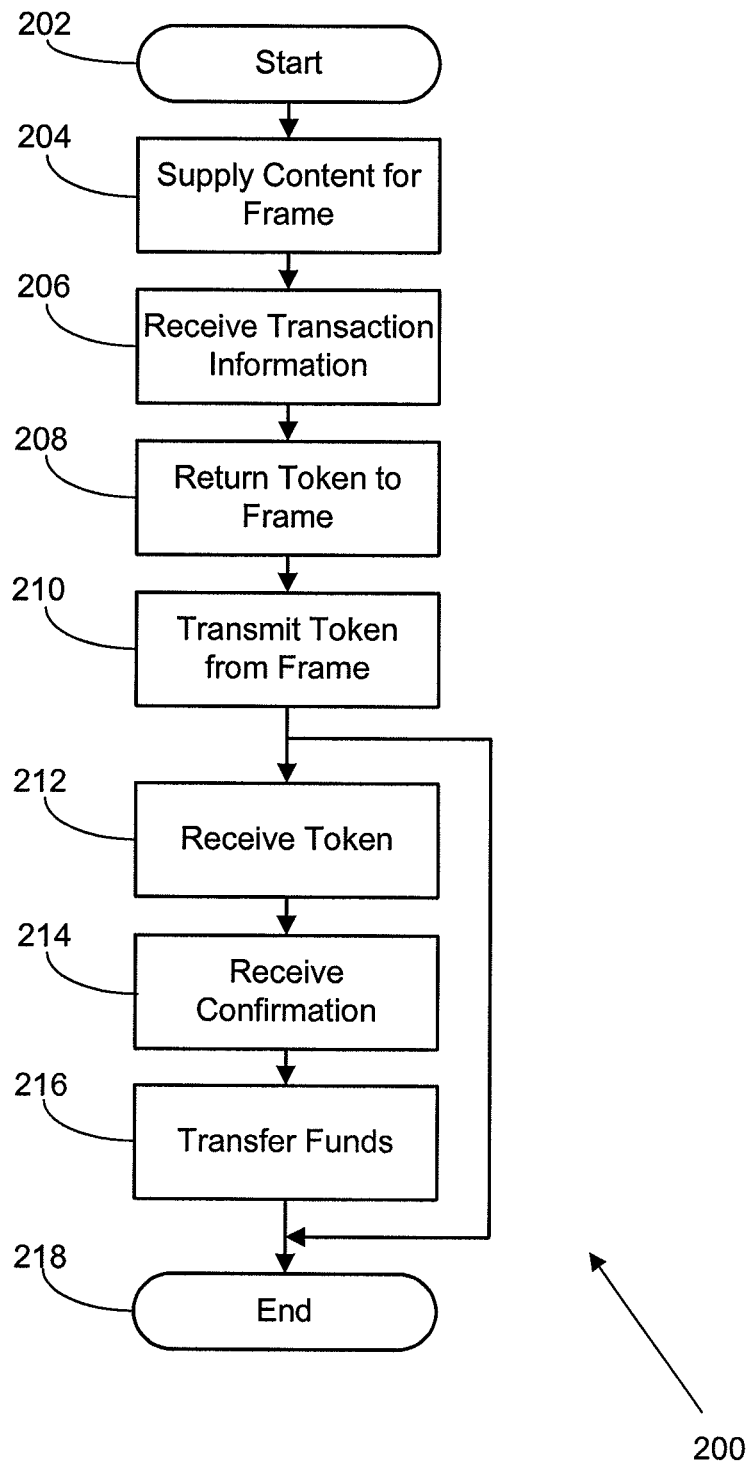 202
Start
204
Supply Content for
Frame
206
Receive Transaction
Information
208
Return Token to
Frame
210
Transmit Token
from Frame
212
Receive Token
214
Receive
Confirmation
216
Transfer Funds
218
End
200